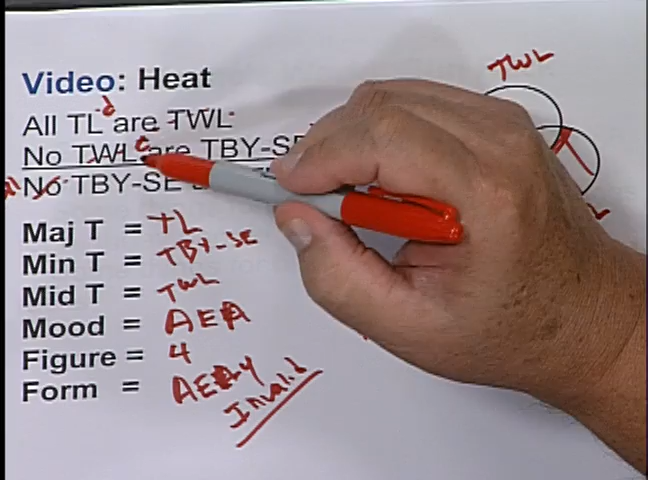 TWL
Video: Heat
d
All TL are TWL
No TWL are TBY-SE
No TBY-SE
Maj T = TL
Min T = TBY-SE
Mid T = TWL
Mood = AEA
Figure = 4
Form = AEA4
Invalid